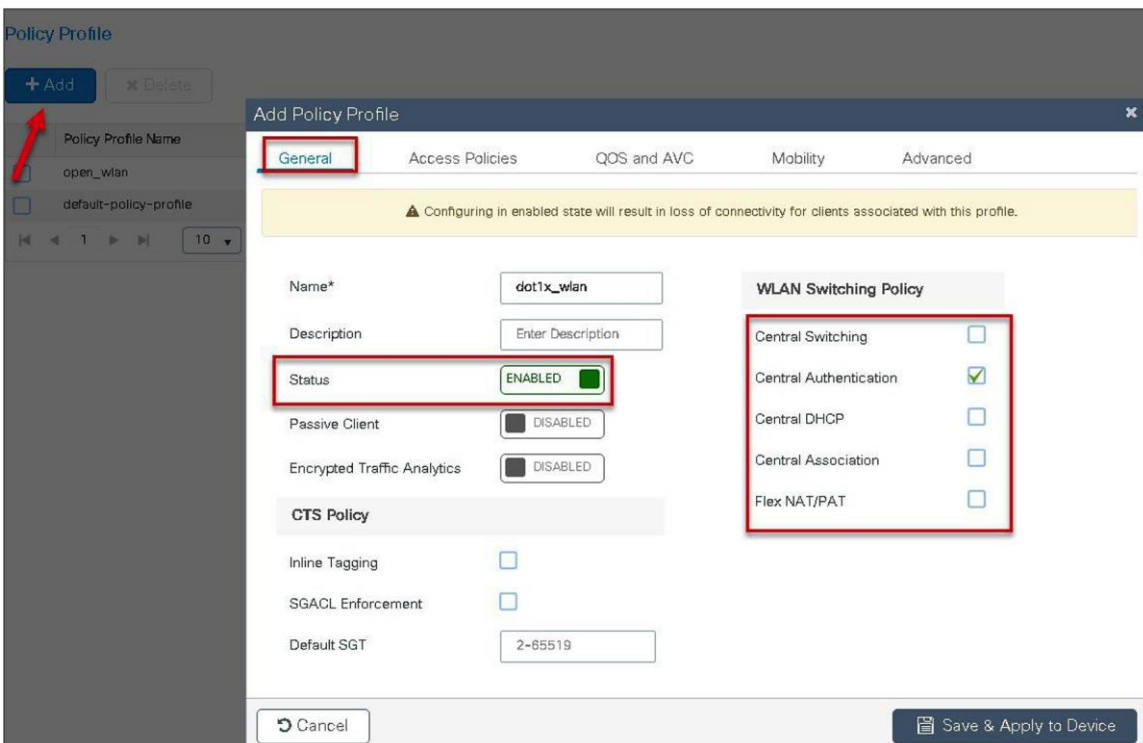 Policy Profile
+ Add
✖ Delete
Policy Profile Name
open_wlan
default-policy-profile
1
10
Add Policy Profile
General Access Policies QOS and AVC Mobility Advanced
Configuring in enabled state will result in loss of connectivity for clients associated with this profile.
Name* dot1x_wlan
Description Enter Description
Status ENABLED
Passive Client DISABLED
Encrypted Traffic Analytics DISABLED
CTS Policy
Inline Tagging
SGACL Enforcement
Default SGT 2-65519
WLAN Switching Policy
Central Switching
Central Authentication
Central DHCP
Central Association
Flex NAT/PAT
Cancel
Save & Apply to Device